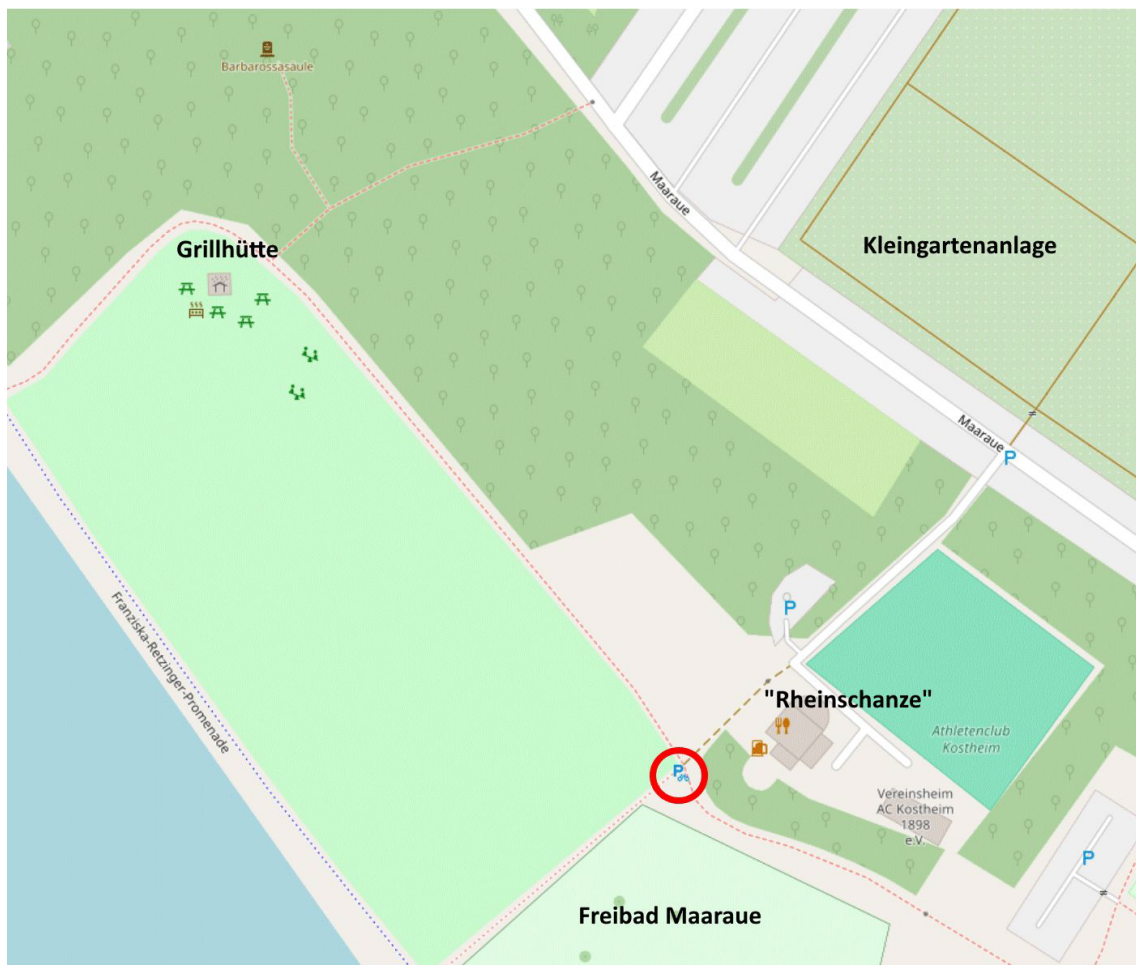 Barbarossasäule
Grillhütte
Maaraue
Kleingartenanlage
Maaraue
P
P
Franziska-Retzinger-Promenade
"Rheinschanze"
Athletenclub
Kostheim
P
Vereinsheim
AC Kostheim
1898
e.V.
P
Freibad Maaraue